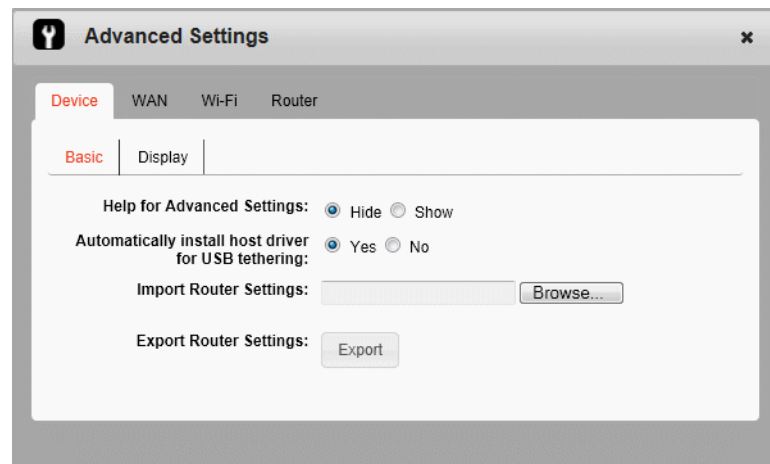 Advanced Settings
Device WAN Wi-Fi Router
Basic Display
Help for Advanced Settings: Hide Show
Automatically install host driver
for USB tethering: Yes No
Import Router Settings: Browse...
Export Router Settings: Export